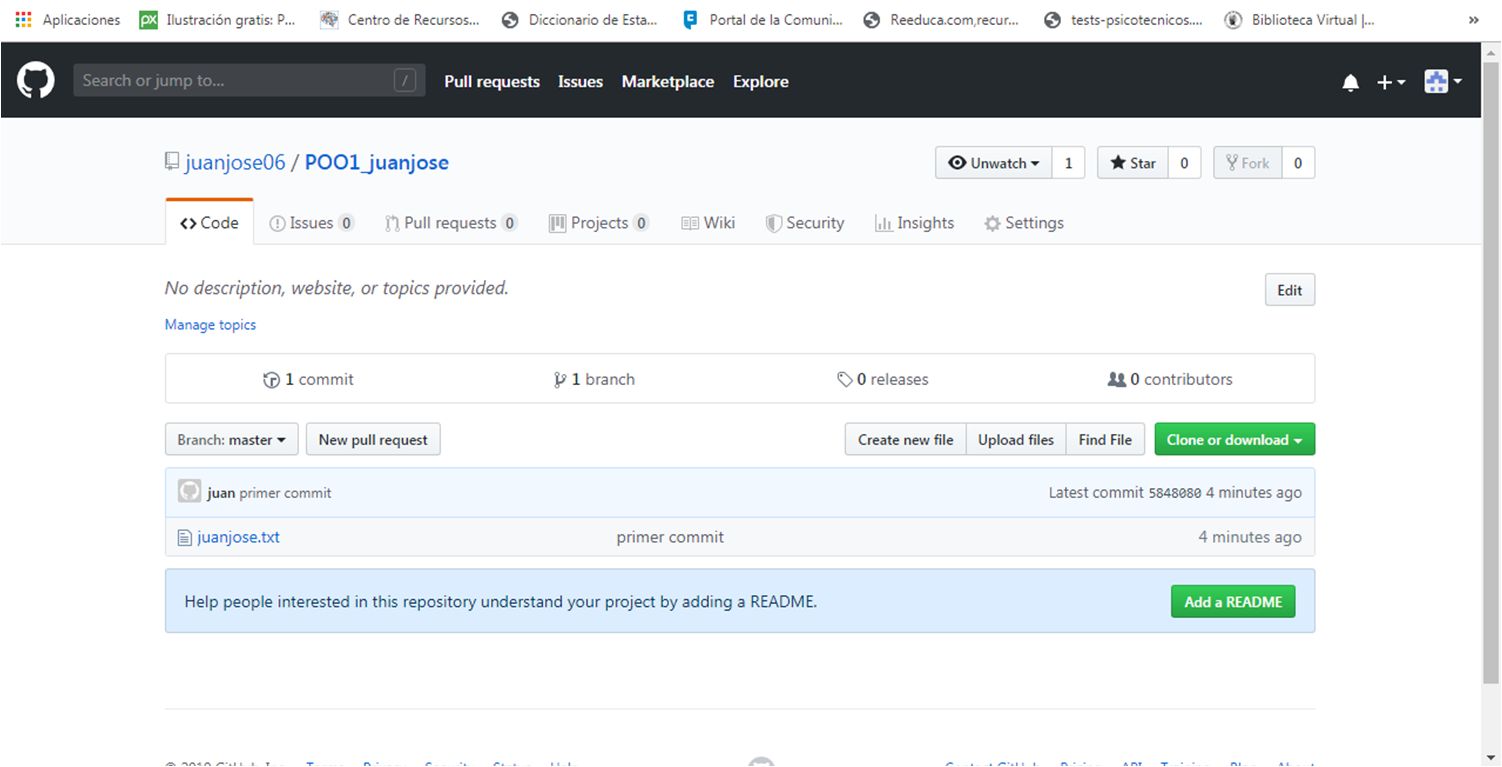 Aplicaciones Ilustración gratis: P... Centro de Recursos... Diccionario de Esta... Portal de la Comuni... Reeduca.com,recur... tests-psicotecnicos.... Biblioteca Virtual |... »
Search or jump to... / Pull requests Issues Marketplace Explore
juanjose06 / POO1_juanjose Unwatch 1 Star 0 Fork 0
Code Issues 0 Pull requests 0 Projects 0 Wiki Security Insights Settings
No description, website, or topics provided. Edit
Manage topics
1 commit 1 branch 0 releases 0 contributors
Branch: master New pull request Create new file Upload files Find File Clone or download
juan primer commit Latest commit 5848080 4 minutes ago
juanjose.txt primer commit 4 minutes ago
Help people interested in this repository understand your project by adding a README. Add a README